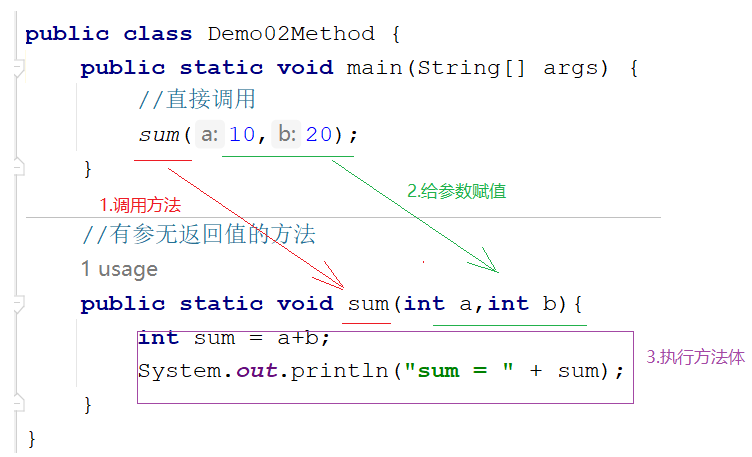 public class Demo02Method {
public static void main(String[] args) {
//直接调用
sum( a: 10, b: 20);
}
1.调用方法
2.给参数赋值
//有参无返回值的方法
1 usage
public static void sum(int a,int b){
int sum = a+b;
System.out.println("sum = " + sum);
3.执行方法体
}
}